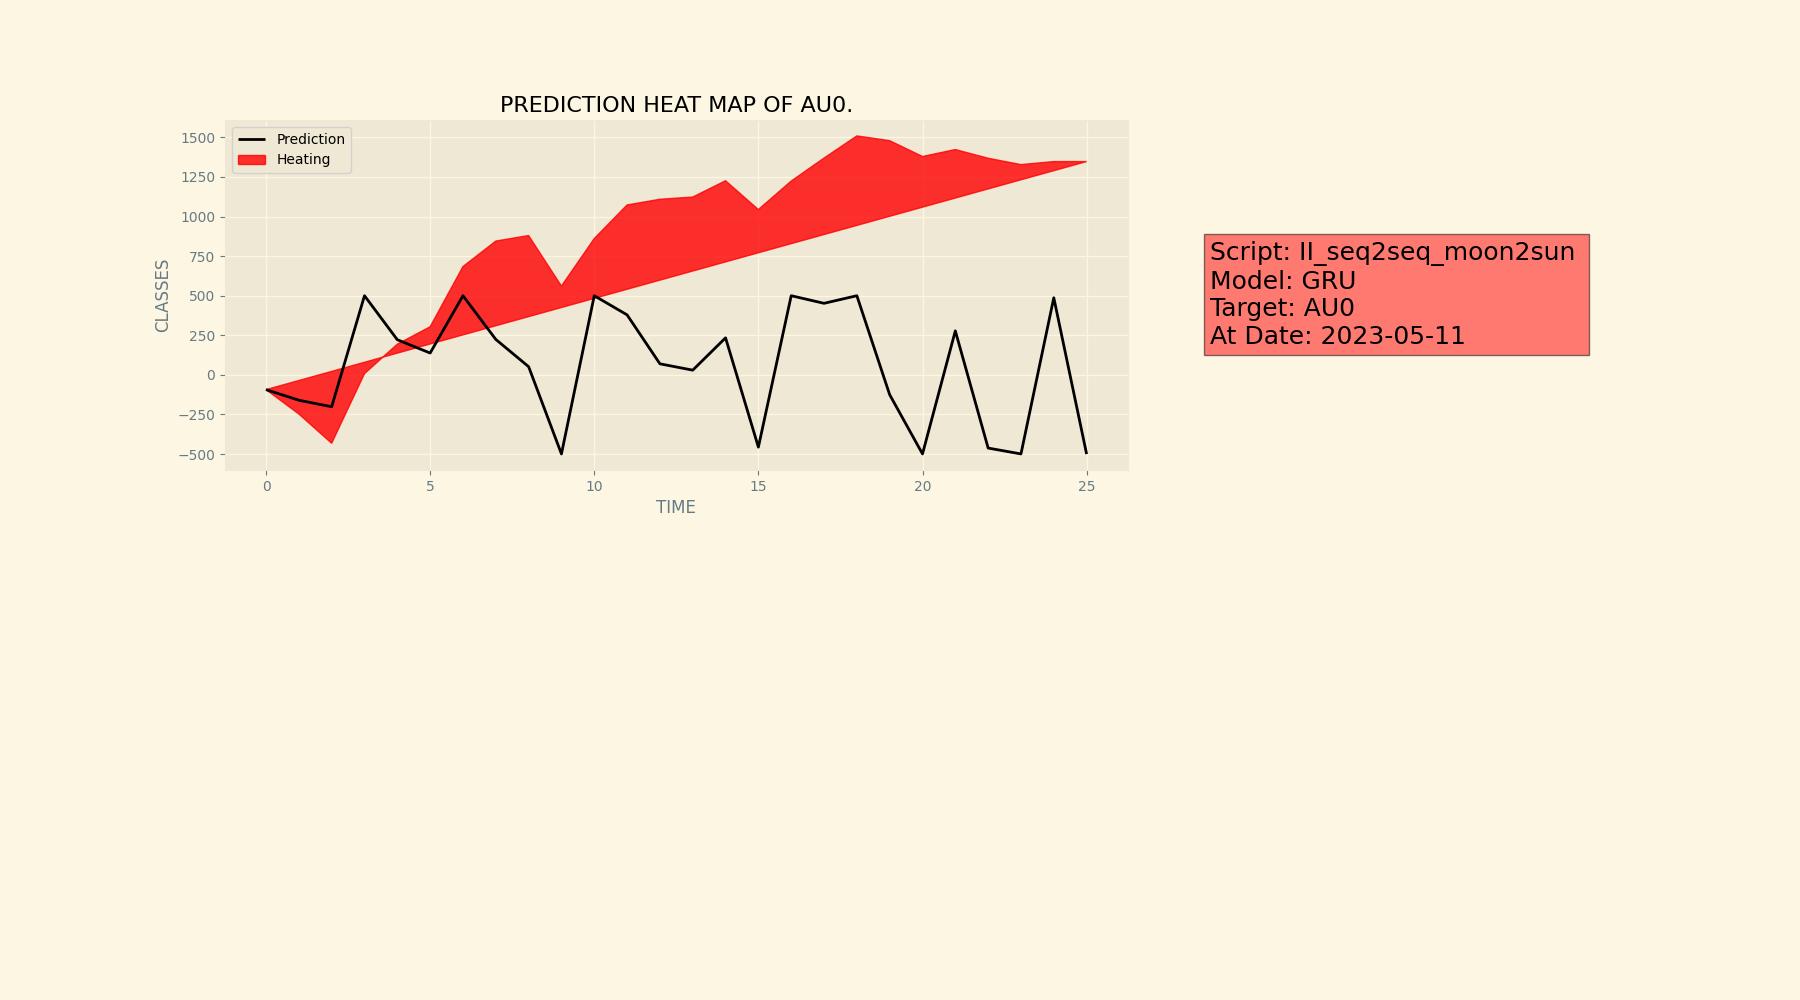 PREDICTION HEAT MAP OF AU0.
Prediction
Heating
1500
1250
1000
750
500
250
0
−250
−500
CLASSES
0 5 10 15 20 25
TIME
Script: II_seq2seq_moon2sun
Model: GRU
Target: AU0
At Date: 2023-05-11